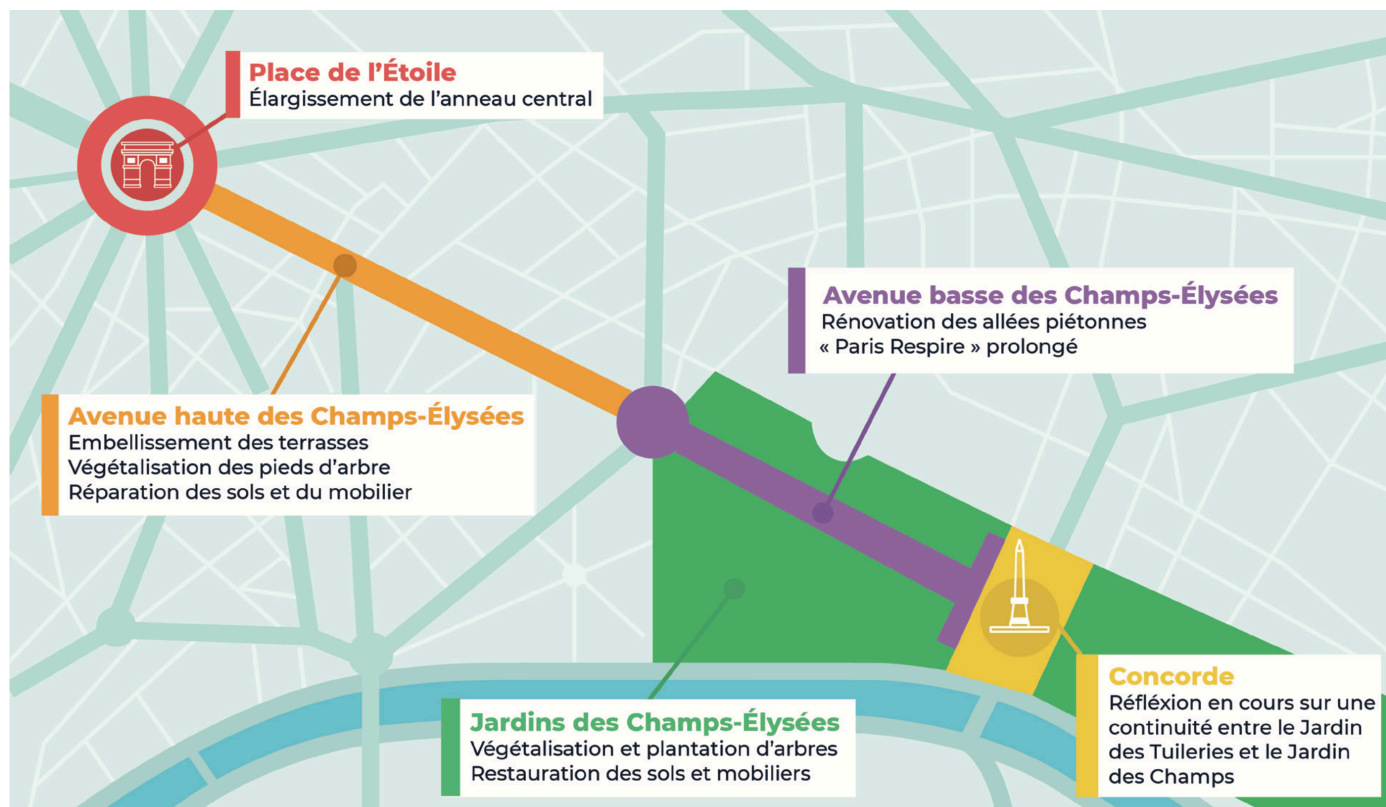 Place de l'Étoile
Élargissement de l'anneau central
Avenue basse des Champs-Élysées
Rénovation des allées piétonnes
« Paris Respire » prolongé
Avenue haute des Champs-Élysées
Embellissement des terrasses
Végétalisation des pieds d'arbre
Réparation des sols et du mobilier
Concorde
Réfléxion en cours sur une
continuité entre le Jardin
des Tuileries et le Jardin
des Champs
Jardins des Champs-Élysées
Végétalisation et plantation d'arbres
Restauration des sols et mobiliers